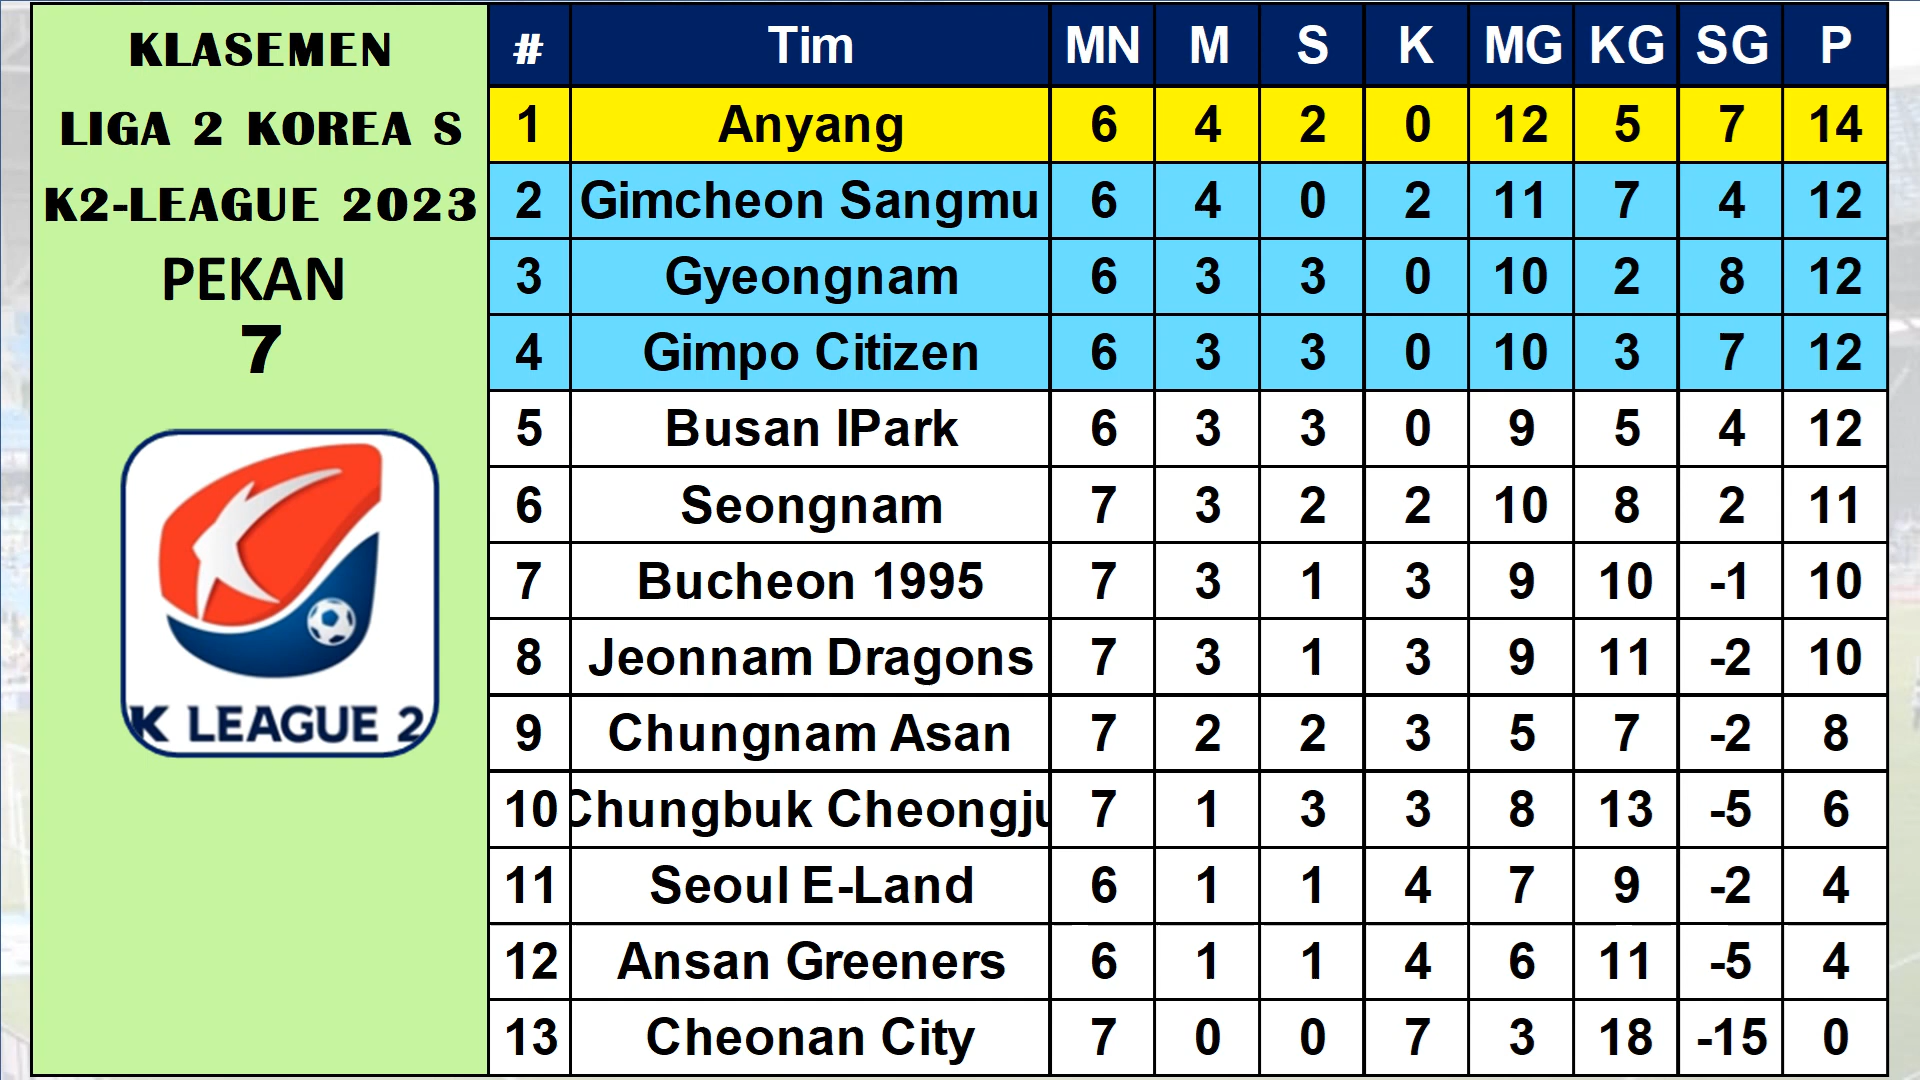 KLASEMEN
LIGA 2 KOREA S
K2-LEAGUE 2023
PEKAN
7
K LEAGUE 2
# Tim MN M S K MG KG SG P
1 Anyang 6 4 2 0 12 5 7 14
2 Gimcheon Sangmu 6 4 0 2 11 7 4 12
3 Gyeongnam 6 3 3 0 10 2 8 12
4 Gimpo Citizen 6 3 3 0 10 3 7 12
5 Busan IPark 6 3 3 0 9 5 4 12
6 Seongnam 7 3 2 2 10 8 2 11
7 Bucheon 1995 7 3 1 3 9 10 -1 10
8 Jeonnam Dragons 7 3 1 3 9 11 -2 10
9 Chungnam Asan 7 2 2 3 5 7 -2 8
10 Chungbuk Cheongju 7 1 3 3 8 13 -5 6
11 Seoul E-Land 6 1 1 4 7 9 -2 4
12 Ansan Greeners 6 1 1 4 6 11 -5 4
13 Cheonan City 7 0 0 7 3 18 -15 0